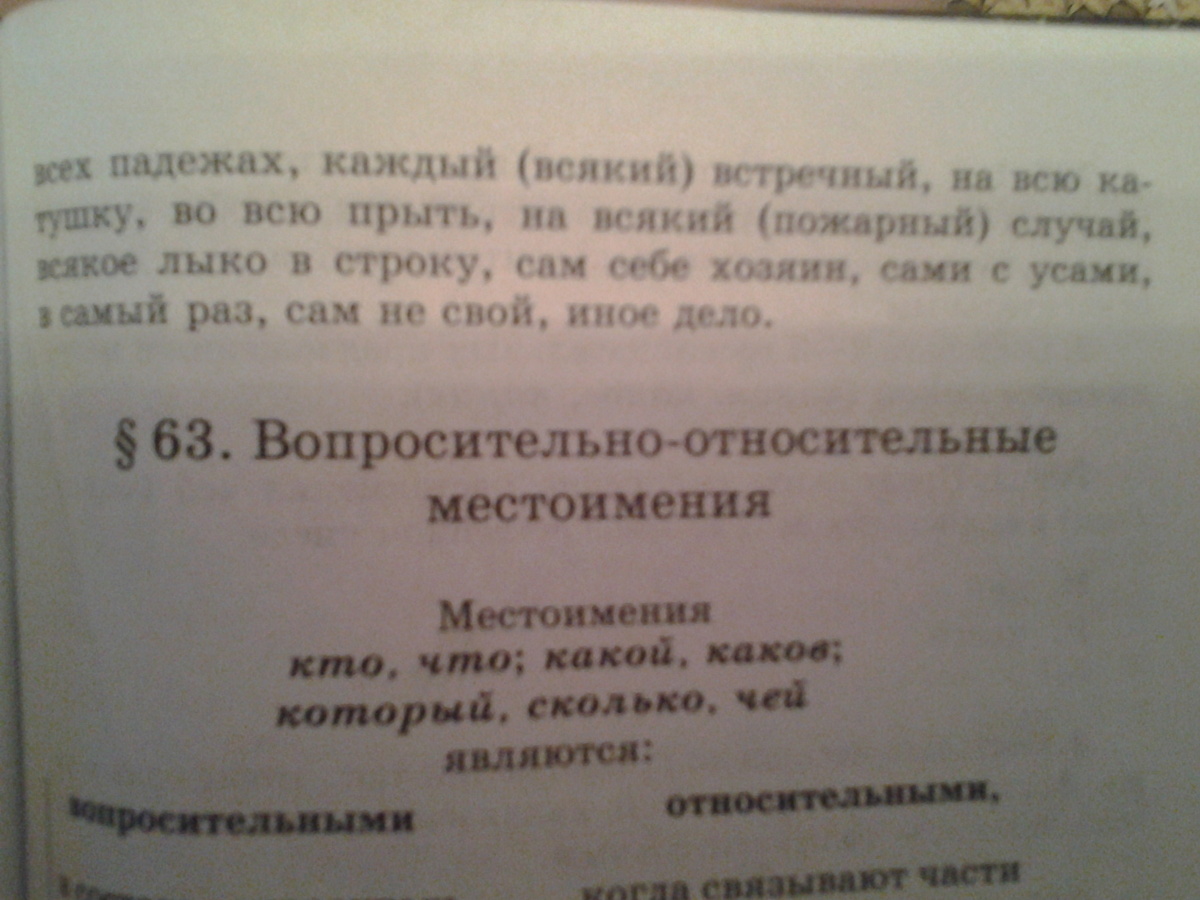 всех падежах, каждый (всякий) встречный, на всю ка-
тушку, во всю прыть, на всякий (пожарный) случай,
всякое лыко в строку, сам себе хозяин, сами с усами,
в самый раз, сам не свой, иное дело.
§ 63. Вопросительно-относительные
местоимения
Местоимения
кто, что; какой, каков;
который, сколько, чей
являются:
вопросительными относительными,
когда связывают части